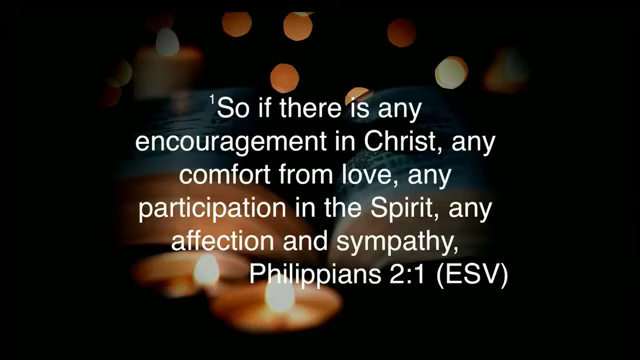 ¹So if there is any
encouragement in Christ, any
comfort from love, any
participation in the Spirit, any
affection and sympathy,
Philippians 2:1 (ESV)